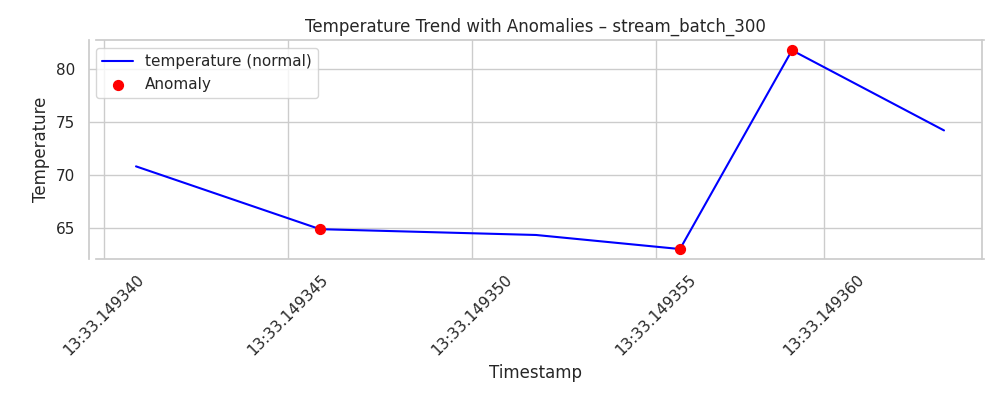 Temperature Trend with Anomalies – stream_batch_300
temperature (normal)
Anomaly
Temperature
80
75
70
65
13:33.149340
13:33.149345
13:33.149350
13:33.149355
13:33.149360
Timestamp